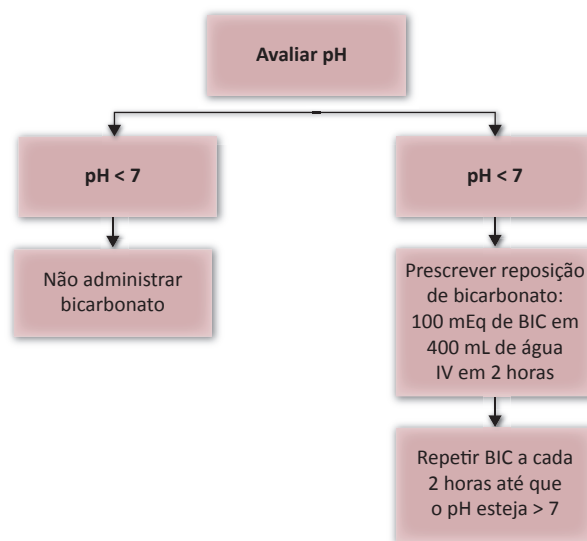 Avaliar pH
pH < 7
pH < 7
Não administrar
bicarbonato
Prescrever reposição
de bicarbonato:
100 mEq de BIC em
400 mL de água
IV em 2 horas
Repetir BIC a cada
2 horas até que
o pH esteja > 7